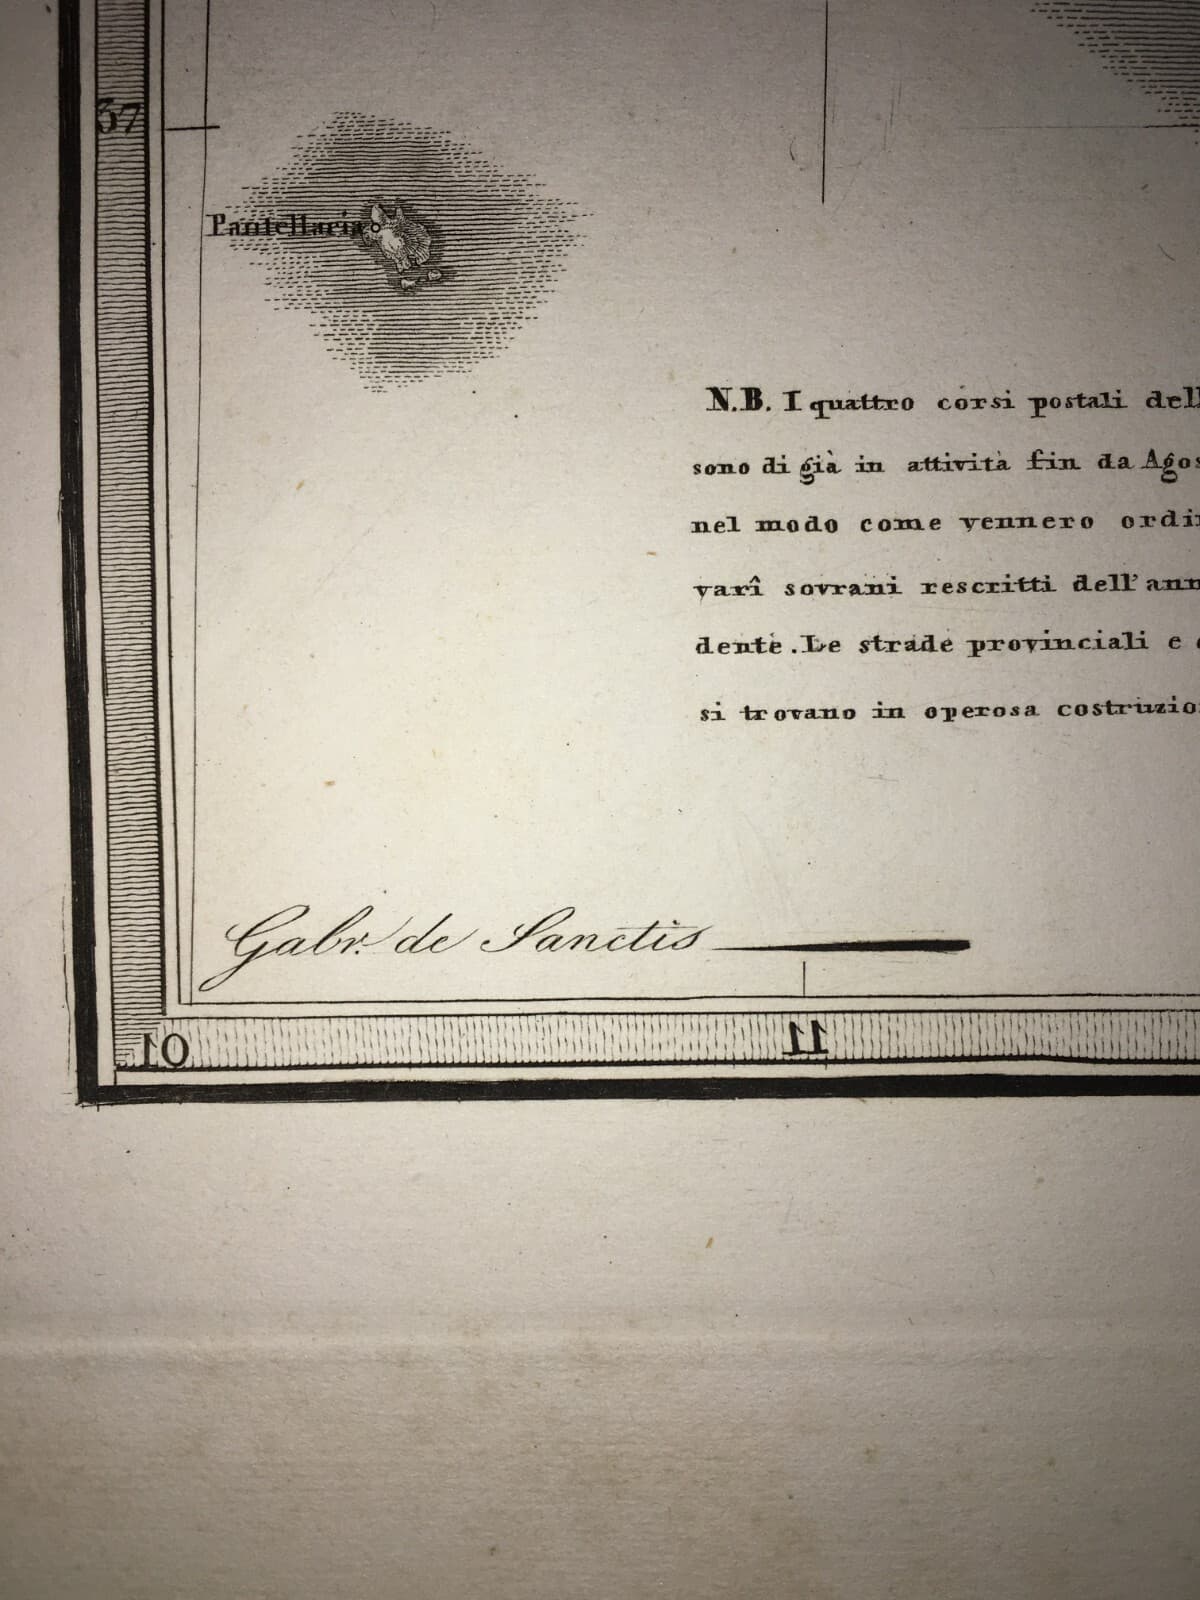 37
Pantellaria
N.B. I quattro corsi postali dell
sono di già in attività fin da Agos
nel modo come vennero ordi
varî sovrani rescritti dell'ann
dente. Le strade provinciali e
si trovano in operosa costruzio
Gabr. de Sanctis
10 11